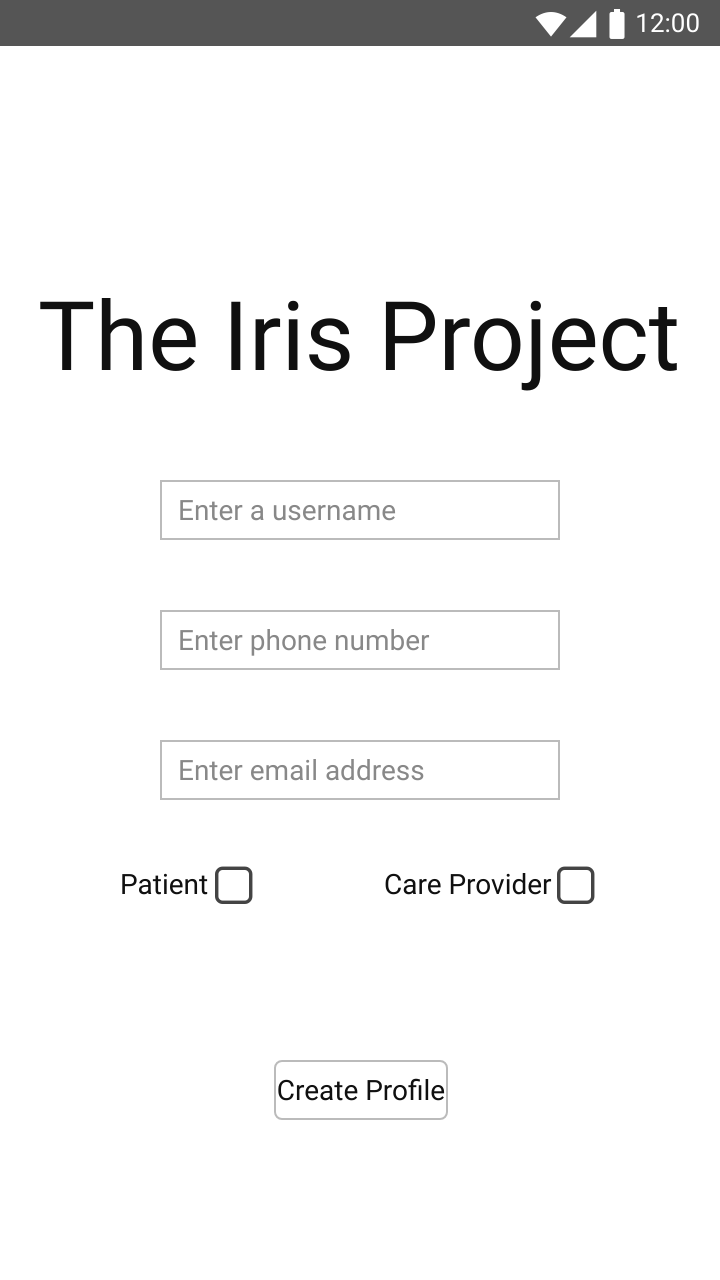 12:00
The Iris Project
Enter a username
Enter phone number
Enter email address
Patient Care Provider
Create Profile